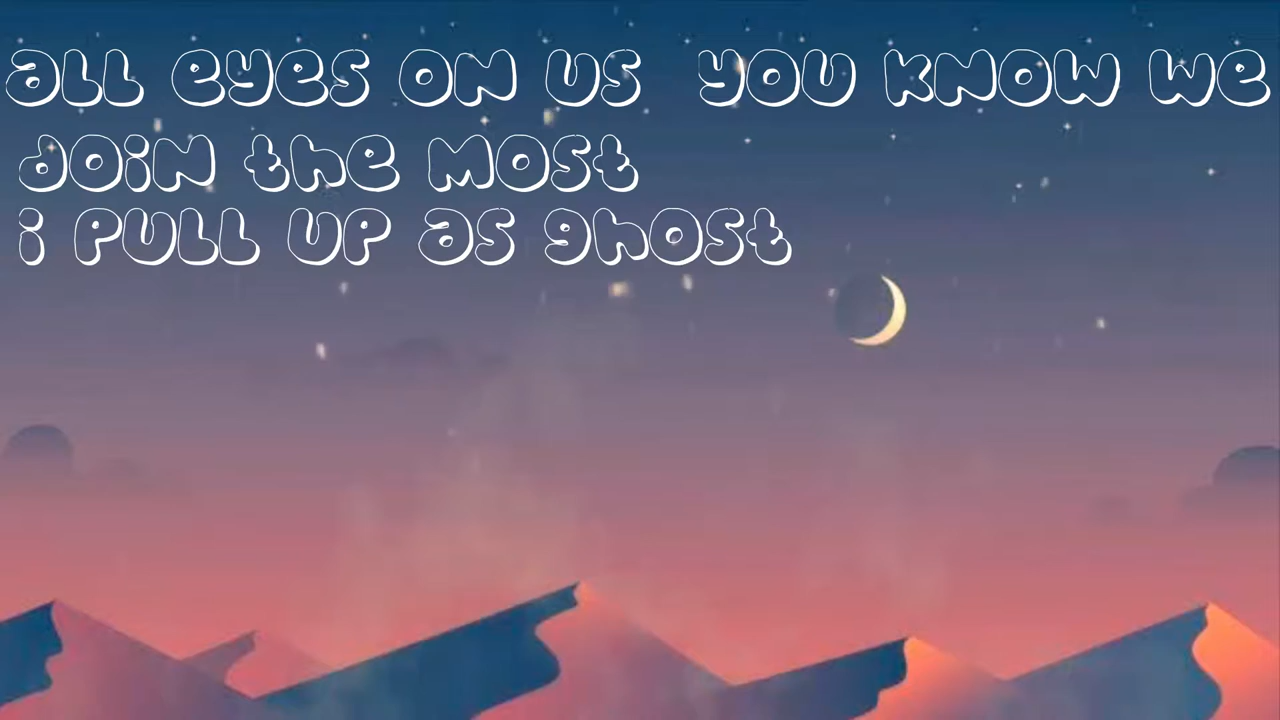 all eyes on us you know we
doin the most
i pull up as ghost